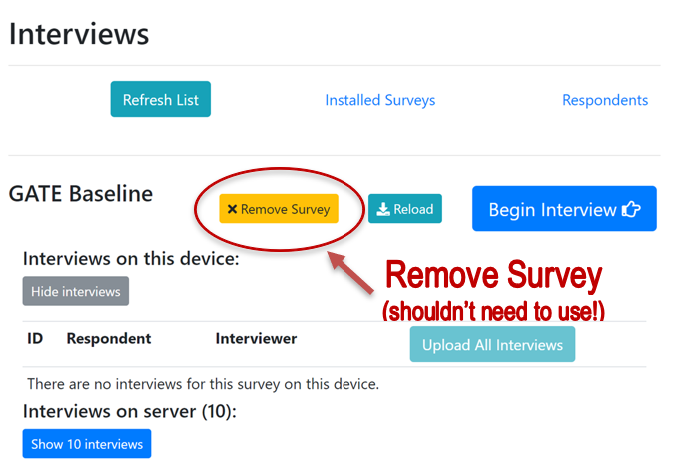 Interviews
Refresh List Installed Surveys Respondents
GATE Baseline Remove Survey Reload Begin Interview
Interviews on this device:
Hide interviews
Remove Survey
(shouldn't need to use!)
ID Respondent Interviewer Upload All Interviews
There are no interviews for this survey on this device.
Interviews on server (10):
Show 10 interviews